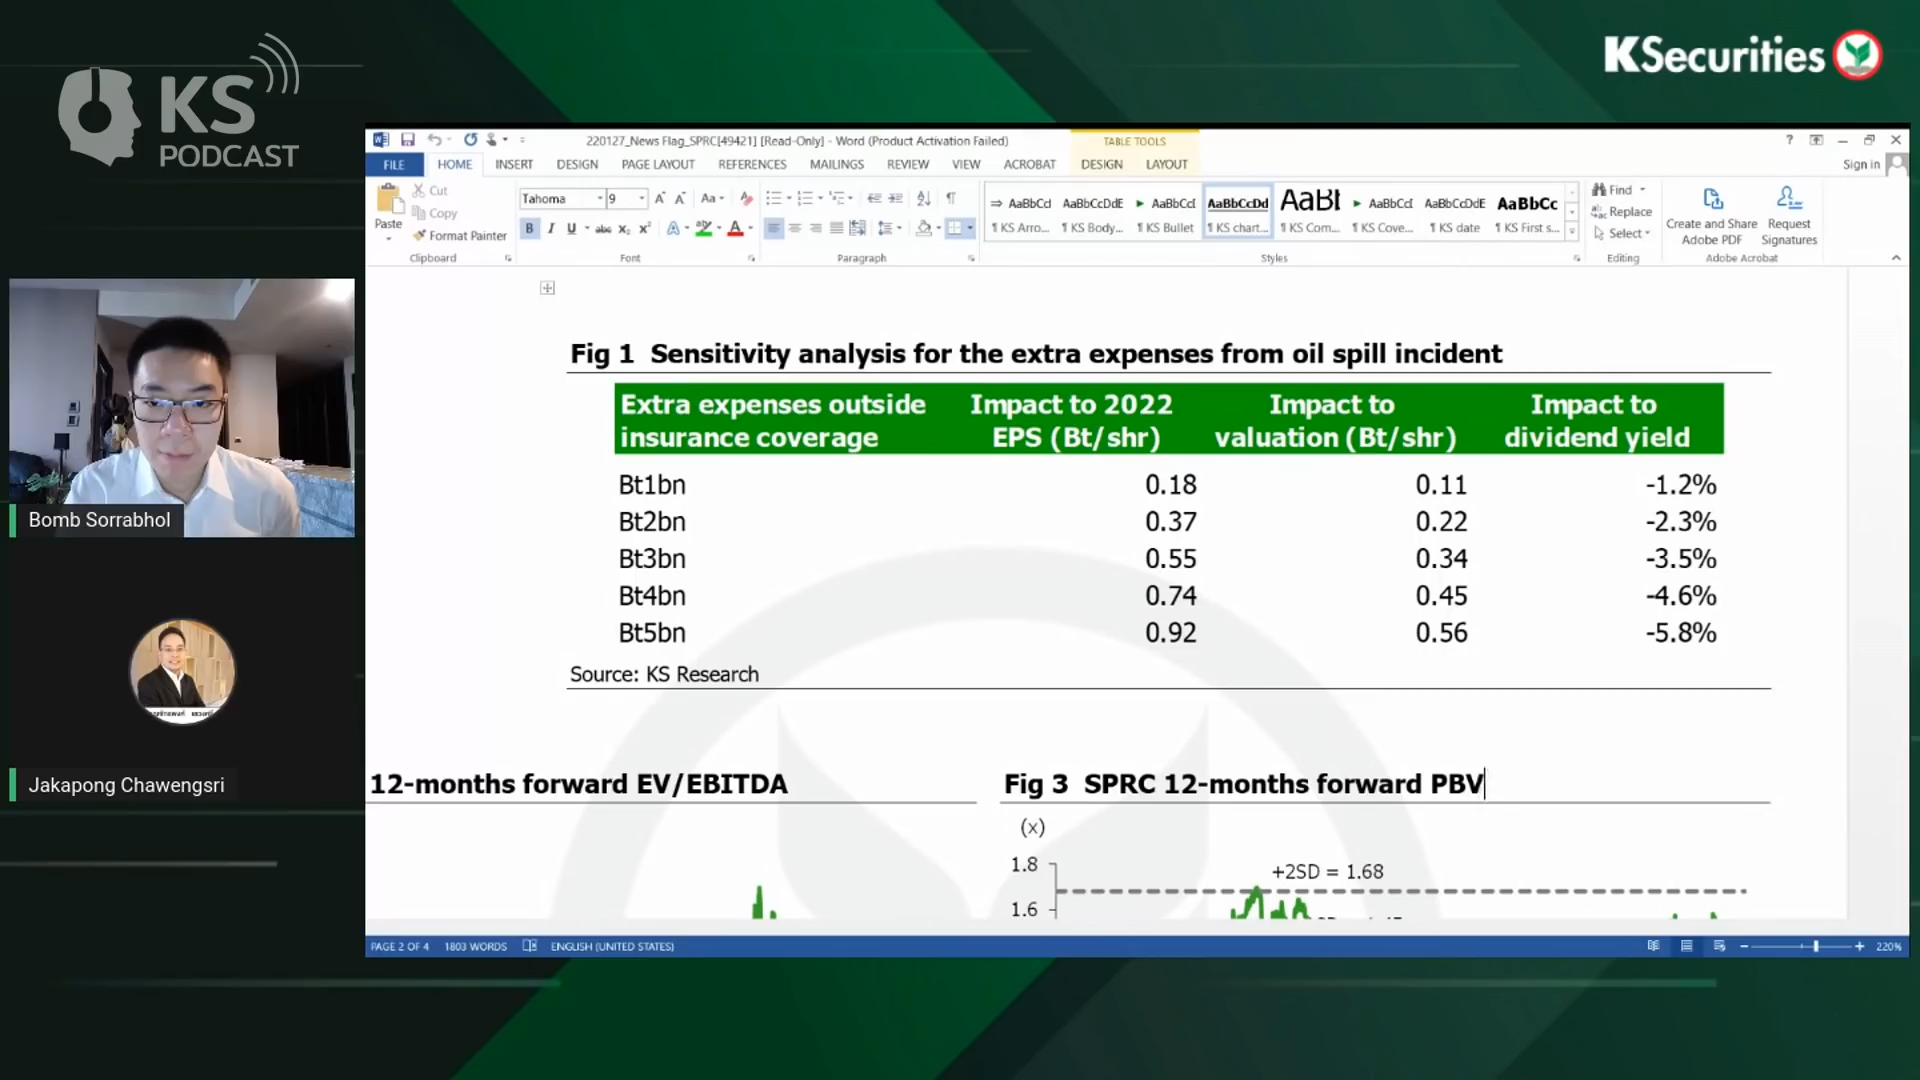 KS
PODCAST
KSecurities
220127_News Flag_SPRC[49421] [Read-Only] - Word (Product Activation Failed)
TABLE TOOLS
FILE HOME INSERT DESIGN PAGE LAYOUT REFERENCES MAILINGS REVIEW VIEW ACROBAT DESIGN LAYOUT Sign in
Paste
Cut
Copy
Format Painter
Clipboard
Tahoma 9
Font
Paragraph
AaBbCcI AaBbCcDdE AaBbCcI AaBbCcDd AaBbI AaBbCcI AaBbCcDdE AaBbCc
¶ KS Arro... ¶ KS Body... ¶ KS Bullet ¶ KS chart... ¶ KS Com... ¶ KS Cove... ¶ KS date ¶ KS First s...
Styles
Find
Replace
Select
Editing
Create and Share
Adobe PDF
Request
Signatures
Adobe Acrobat
Fig 1 Sensitivity analysis for the extra expenses from oil spill incident
Extra expenses outside insurance coverage
Impact to 2022 EPS (Bt/shr)
Impact to valuation (Bt/shr)
Impact to dividend yield
Bt1bn 0.18 0.11 -1.2%
Bt2bn 0.37 0.22 -2.3%
Bt3bn 0.55 0.34 -3.5%
Bt4bn 0.74 0.45 -4.6%
Bt5bn 0.92 0.56 -5.8%
Source: KS Research
12-months forward EV/EBITDA
Fig 3 SPRC 12-months forward PBV
(x)
1.8
+2SD = 1.68
1.6
Bomb Sorrabhol
Jakapong Chawengsri
PAGE 2 OF 4 1803 WORDS ENGLISH (UNITED STATES) 220%